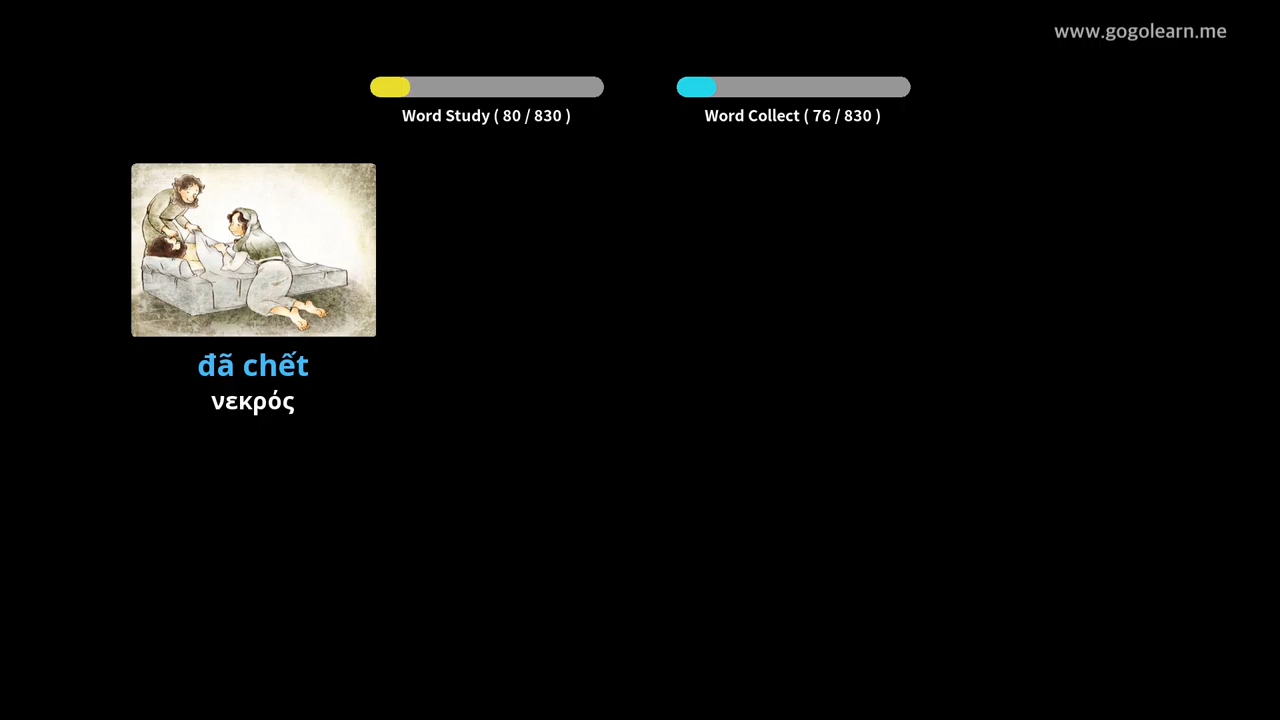 www.gogolearn.me
Word Study ( 80 / 830 )
Word Collect ( 76 / 830 )
đã chết
νεκρός